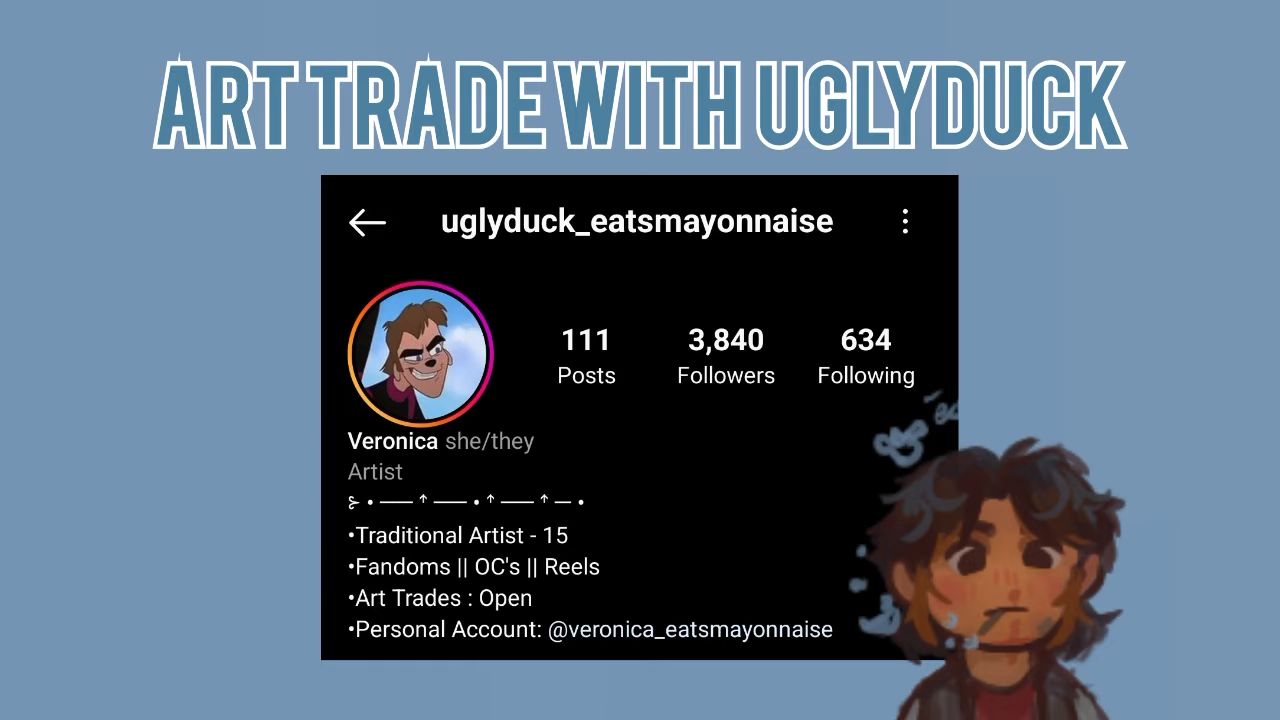 ART TRADE WITH UGLYDUCK
uglyduck_eatsmayonnaise
111 3,840 634
Posts Followers Following
Veronica she/they
Artist
•Traditional Artist - 15
•Fandoms || OC's || Reels
•Art Trades : Open
•Personal Account: @veronica_eatsmayonnaise